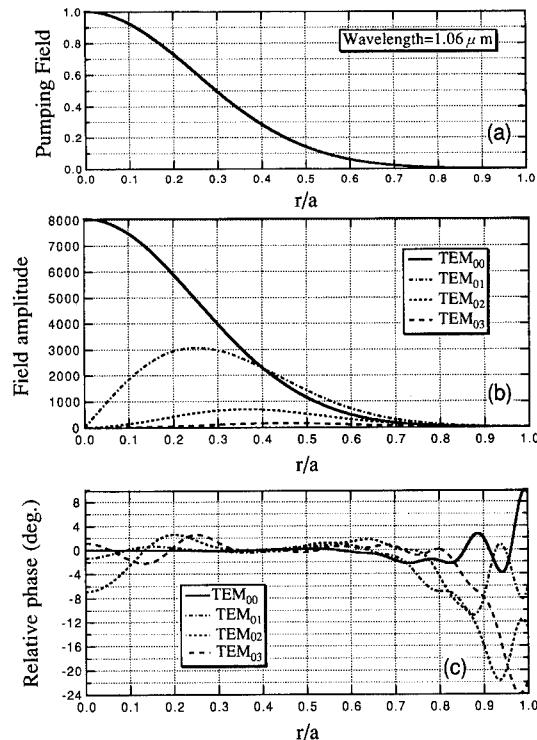 1.0
0.8
0.6
0.4
0.2
0.0
Pumping Field
Wavelength=1.06 μ m
(a)
0.0 0.1 0.2 0.3 0.4 0.5 0.6 0.7 0.8 0.9 1.0
r/a
8000
7000
6000
5000
4000
3000
2000
1000
0
Field amplitude
TEM₀₀
TEM₀₁
TEM₀₂
TEM₀₃
(b)
0.0 0.1 0.2 0.3 0.4 0.5 0.6 0.7 0.8 0.9 1.0
r/a
8
4
0
-4
-8
-12
-16
-20
-24
Relative phase (deg.)
TEM₀₀
TEM₀₁
TEM₀₂
TEM₀₃
(c)
0.0 0.1 0.2 0.3 0.4 0.5 0.6 0.7 0.8 0.9 1.0
r/a